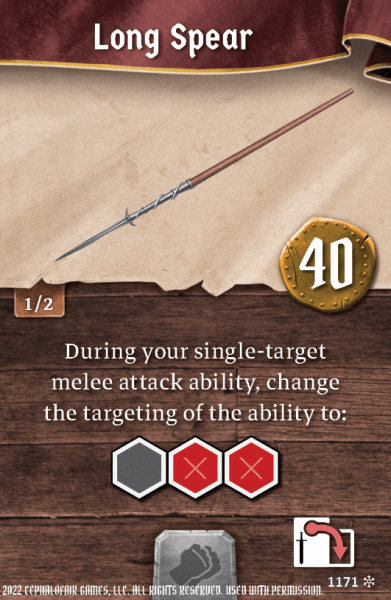 Long Spear
40
1/2
During your single-target
melee attack ability, change
the targeting of the ability to:
1171
2022 CEPHALOFAIR GAMES, LLC. ALL RIGHTS RESERVED. USED WITH PERMISSION.